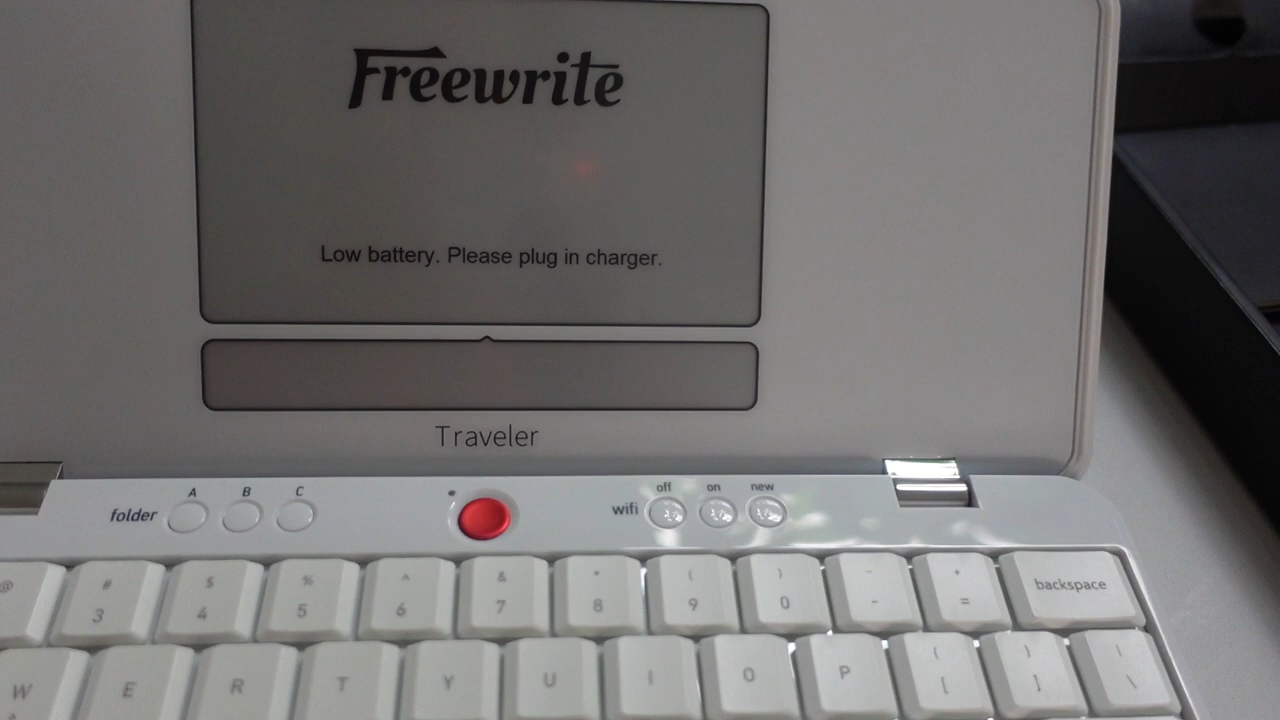 Freewrite
Low battery. Please plug in charger.
Traveler
A B C
off on new
folder
wifi
@ # $ % ^ & * ( ) - + backspace
3 4 5 6 7 8 9 0 - =
W E R T Y U I O P { } |
[ ] \